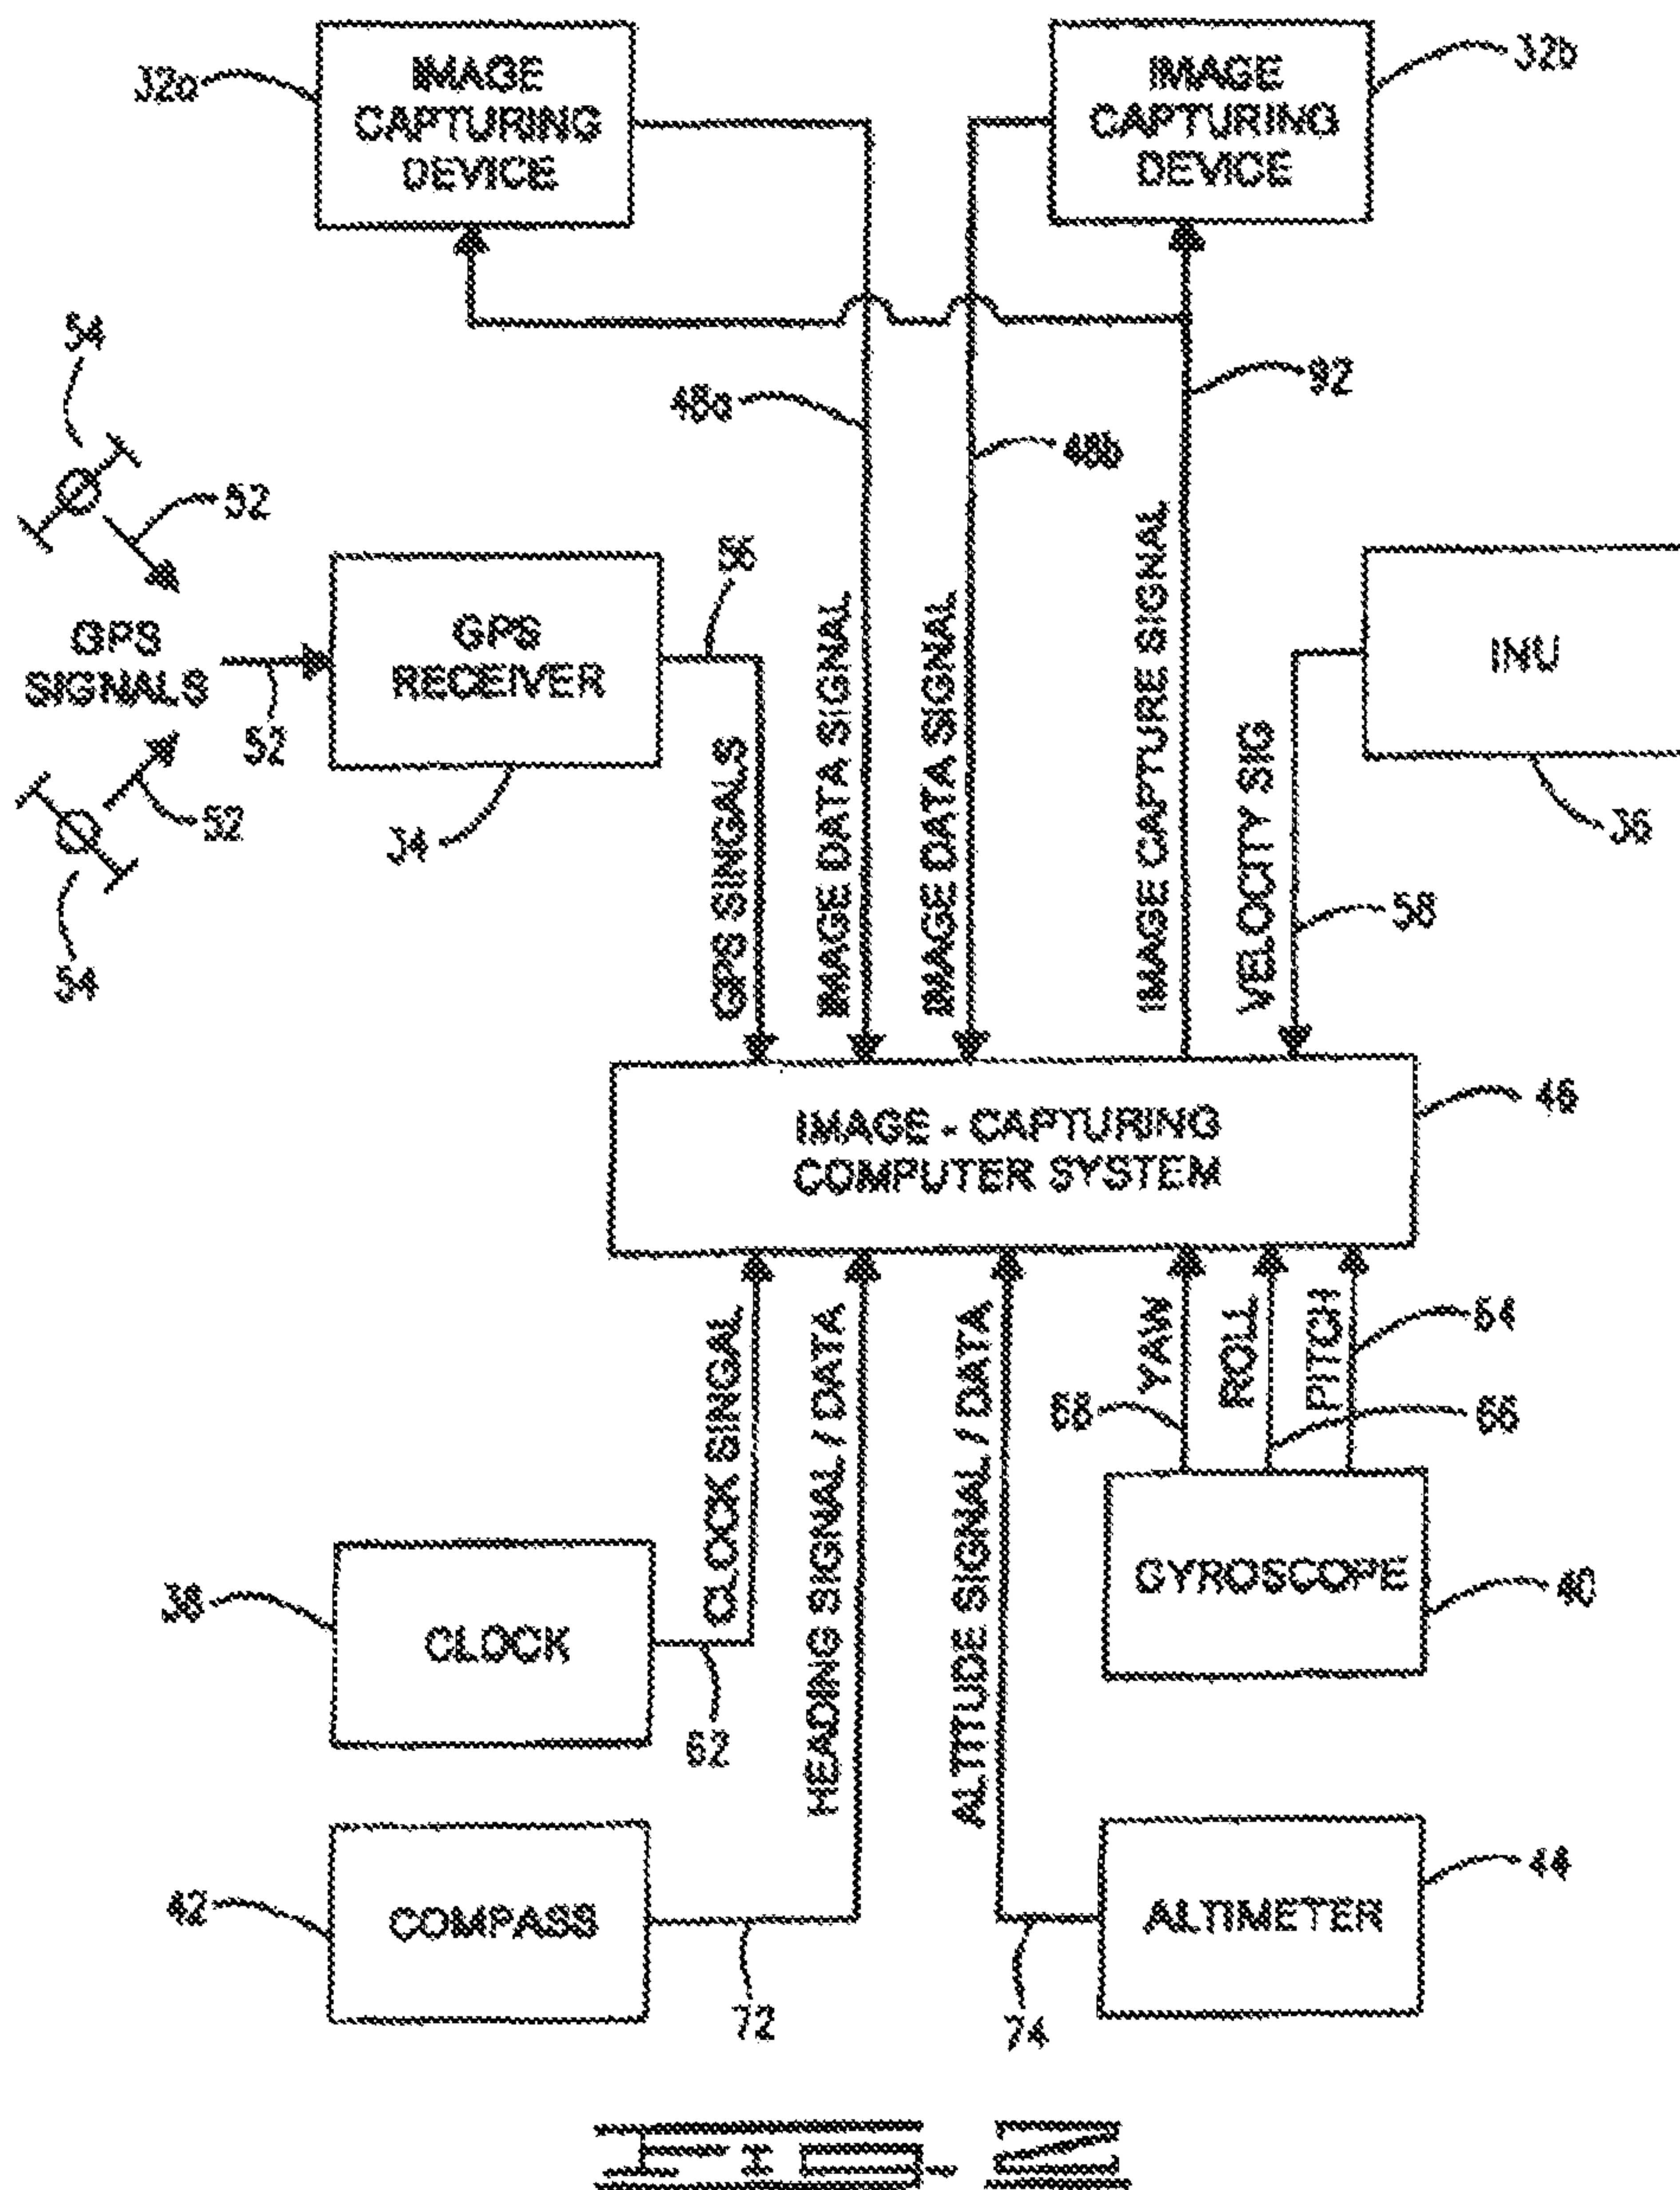 32a
IMAGE
CAPTURING
DEVICE
IMAGE
CAPTURING
DEVICE
32b
54
48a
48b
92
52
GPS
SIGNALS
52
GPS
RECEIVER
56
34
52
54
GPS SINGALS
IMAGE DATA SIGNAL
IMAGE DATA SIGNAL
IMAGE CAPTURE SIGNAL
VELOCITY SIG
INU
36
58
IMAGE - CAPTURING
COMPUTER SYSTEM
46
CLOCK SINGAL
HEADING SIGNAL / DATA
ALTITUDE SIGNAL / DATA
YAW
ROLL
PITCH
68
66
GYROSCOPE
40
38
CLOCK
62
42
COMPASS
72
74
ALTIMETER
44